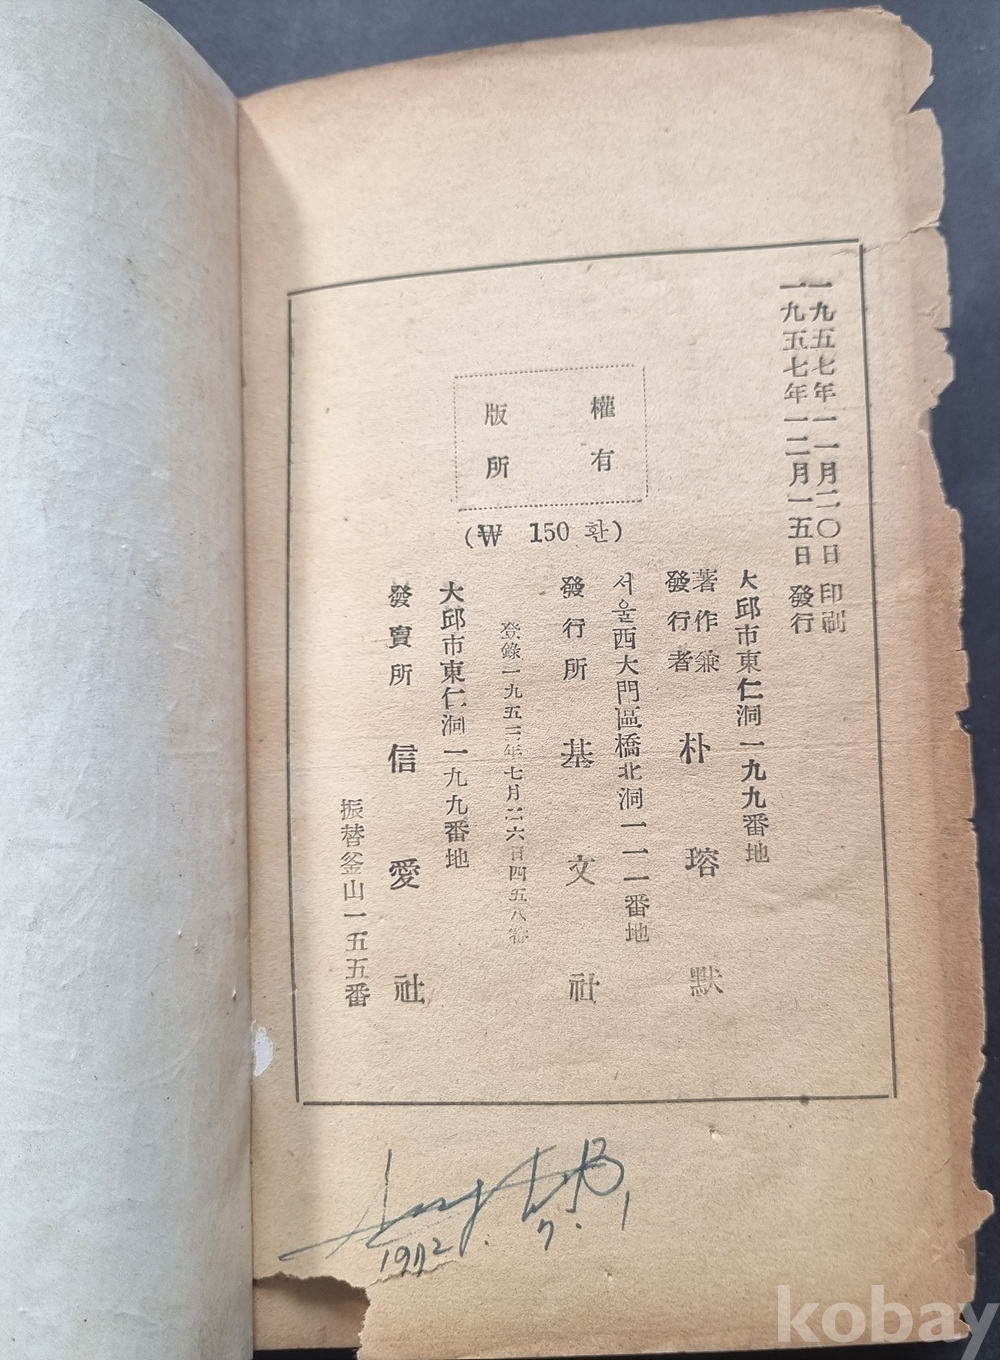 一九五七年一一月二〇日 印刷
一九五七年一二月一五日 發行
大邱市東仁洞一九九番地
著作兼
發行者 朴瑢默
서울西大門區橋北洞一一一番地
發行所 基文社
登錄一九五三年七月二六日四五八番
大邱市東仁洞一九九番地
發賣所 信愛社
振替釜山一五五番
版權
所有
(₩ 150 환)
1972. 7. 1
kobay